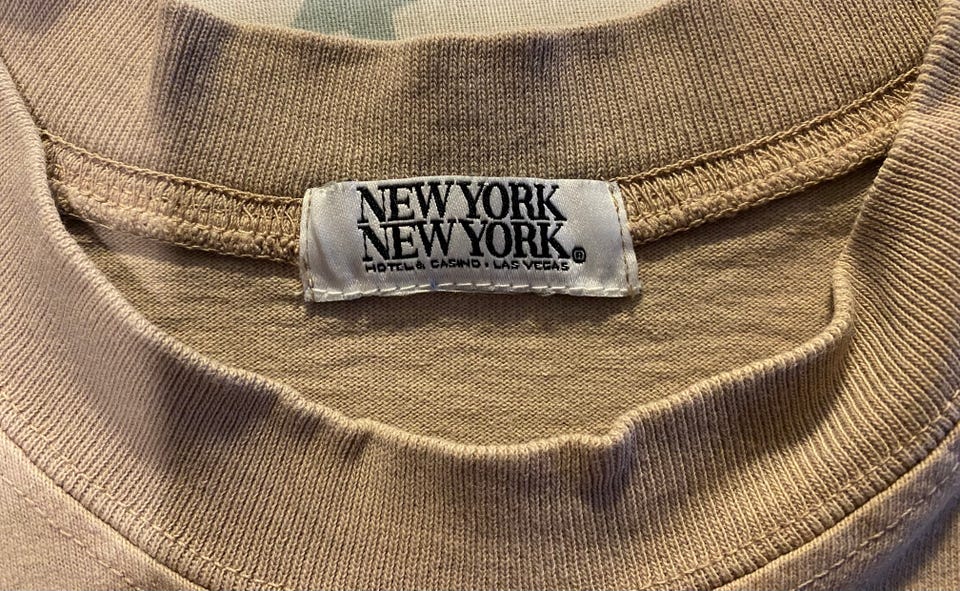 NEW YORK
NEW YORK®
HOTEL & CASINO • LAS VEGAS